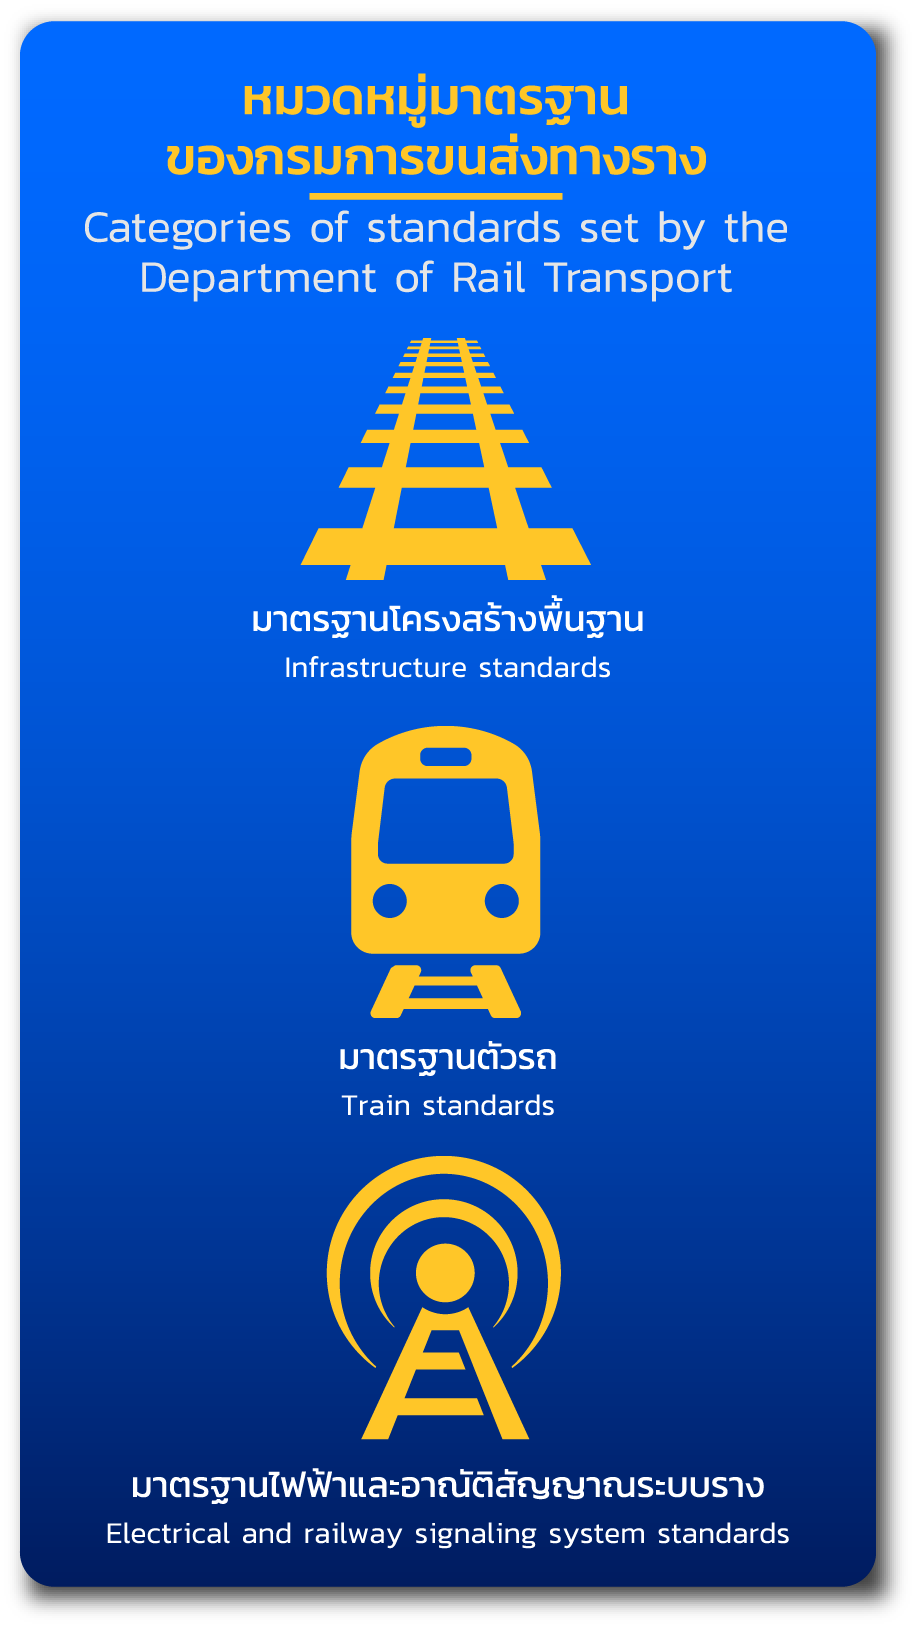 หมวดหมู่มาตรฐาน
ของกรมการขนส่งทางราง
Categories of standards set by the
Department of Rail Transport
มาตรฐานโครงสร้างพื้นฐาน
Infrastructure standards
มาตรฐานตัวรถ
Train standards
มาตรฐานไฟฟ้าและอาณัติสัญญาณระบบราง
Electrical and railway signaling system standards